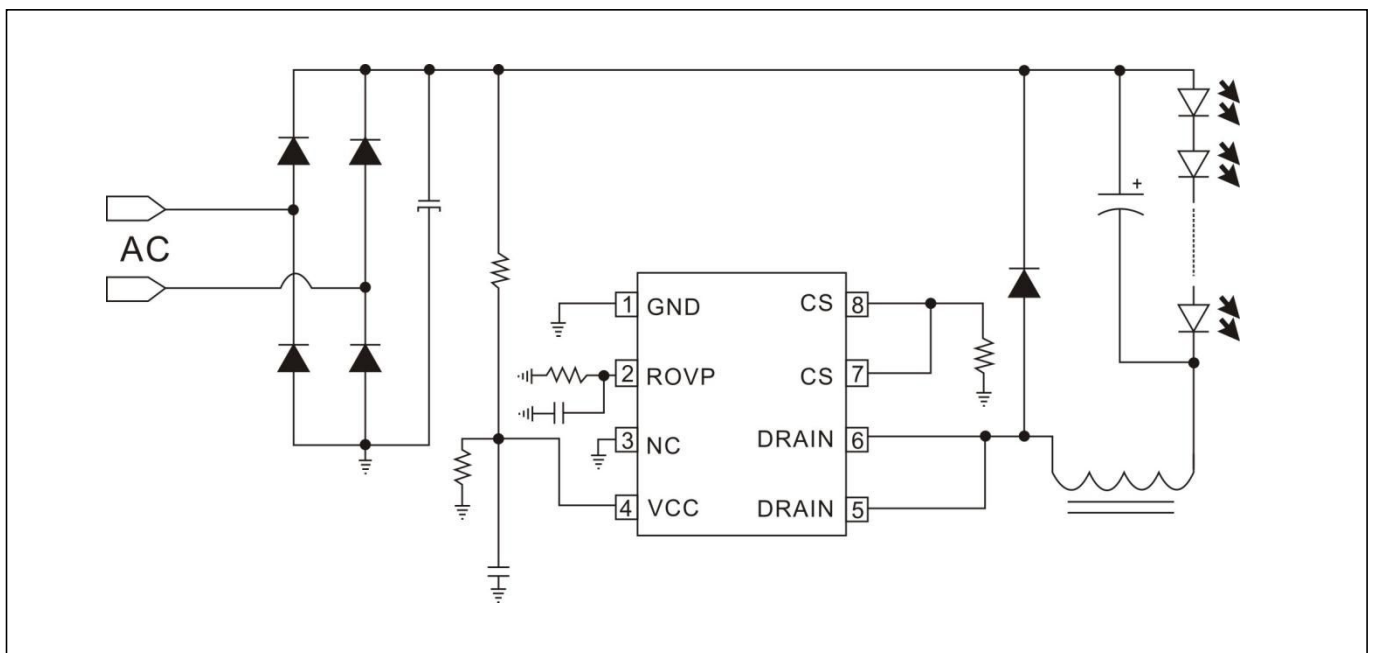 AC
1 GND
2 ROVP
3 NC
4 VCC
CS 8
CS 7
DRAIN 6
DRAIN 5
+